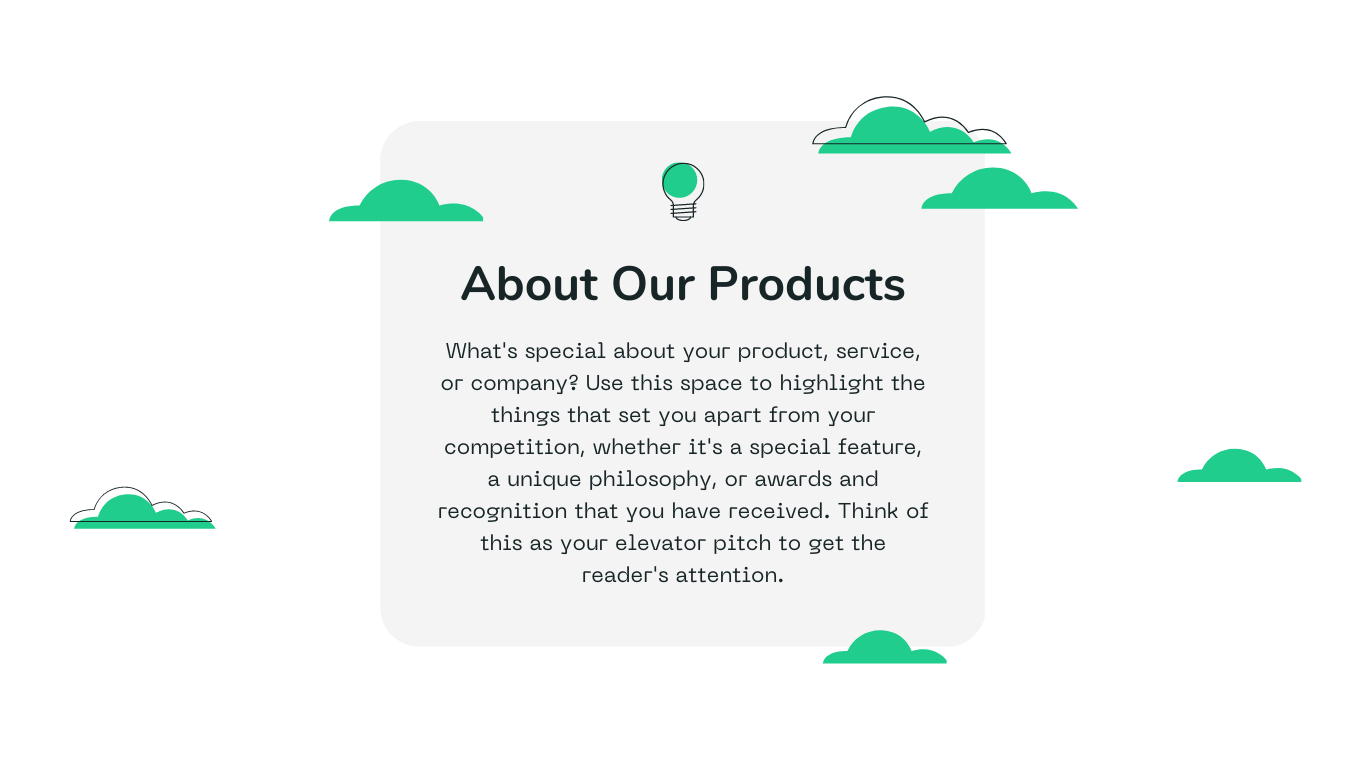 About Our Products
What's special about your product, service,
or company? Use this space to highlight the
things that set you apart from your
competition, whether it's a special feature,
a unique philosophy, or awards and
recognition that you have received. Think of
this as your elevator pitch to get the
reader's attention.